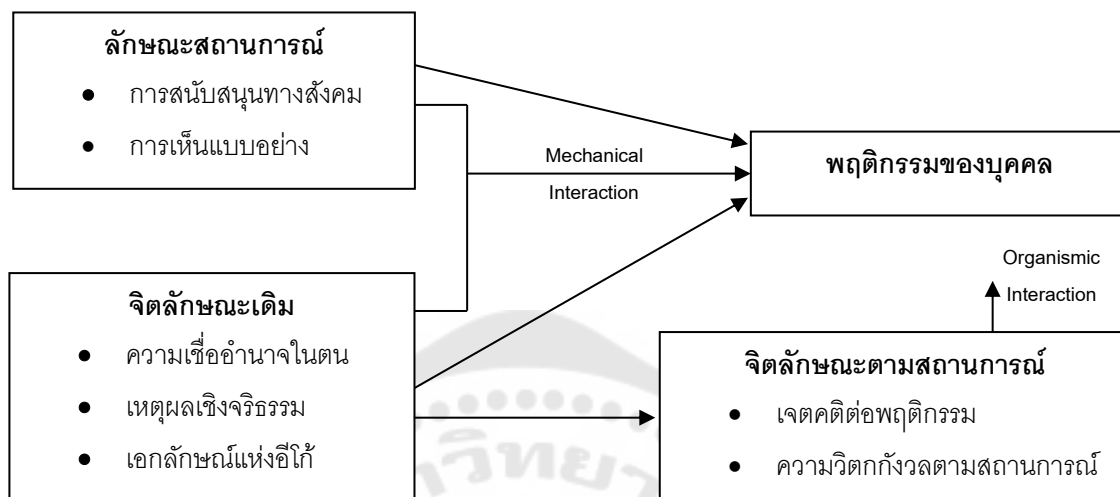 ลักษณะสถานการณ์
● การสนับสนุนทางสังคม
● การเห็นแบบอย่าง
Mechanical
Interaction
พฤติกรรมของบุคคล
จิตลักษณะเดิม
● ความเชื่ออำนาจในตน
● เหตุผลเชิงจริธรรม
● เอกลักษณ์แห่งอีโก้
Organismic
Interaction
จิตลักษณะตามสถานการณ์
● เจตคติต่อพฤติกรรม
● ความวิตกกังวลตามสถานการณ์